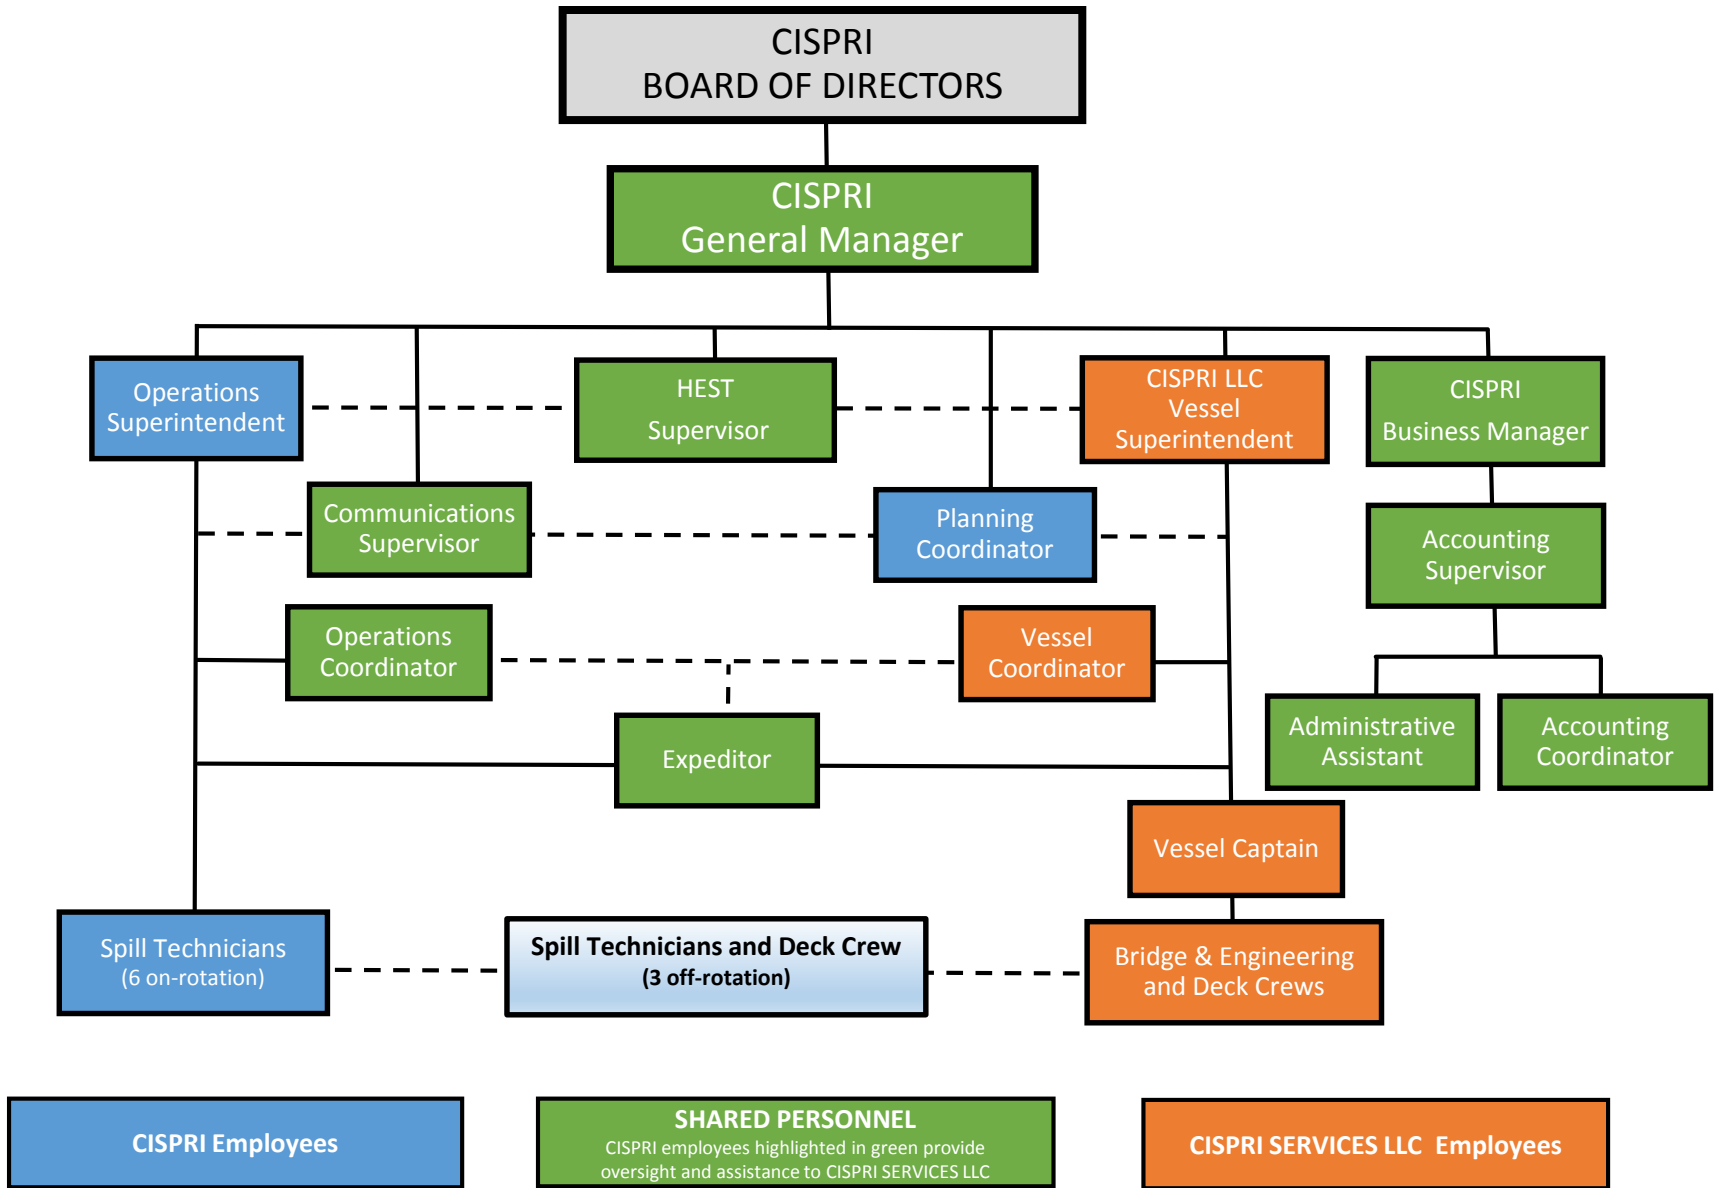 CISPRI
BOARD OF DIRECTORS
CISPRI
General Manager
Operations
Superintendent
HEST
Supervisor
CISPRI LLC
Vessel
Superintendent
CISPRI
Business Manager
Communications
Supervisor
Planning
Coordinator
Accounting
Supervisor
Operations
Coordinator
Vessel
Coordinator
Expeditor
Administrative
Assistant
Accounting
Coordinator
Vessel Captain
Spill Technicians
(6 on-rotation)
Spill Technicians and Deck Crew
(3 off-rotation)
Bridge & Engineering
and Deck Crews
CISPRI Employees
SHARED PERSONNEL
CISPRI employees highlighted in green provide
oversight and assistance to CISPRI SERVICES LLC
CISPRI SERVICES LLC Employees